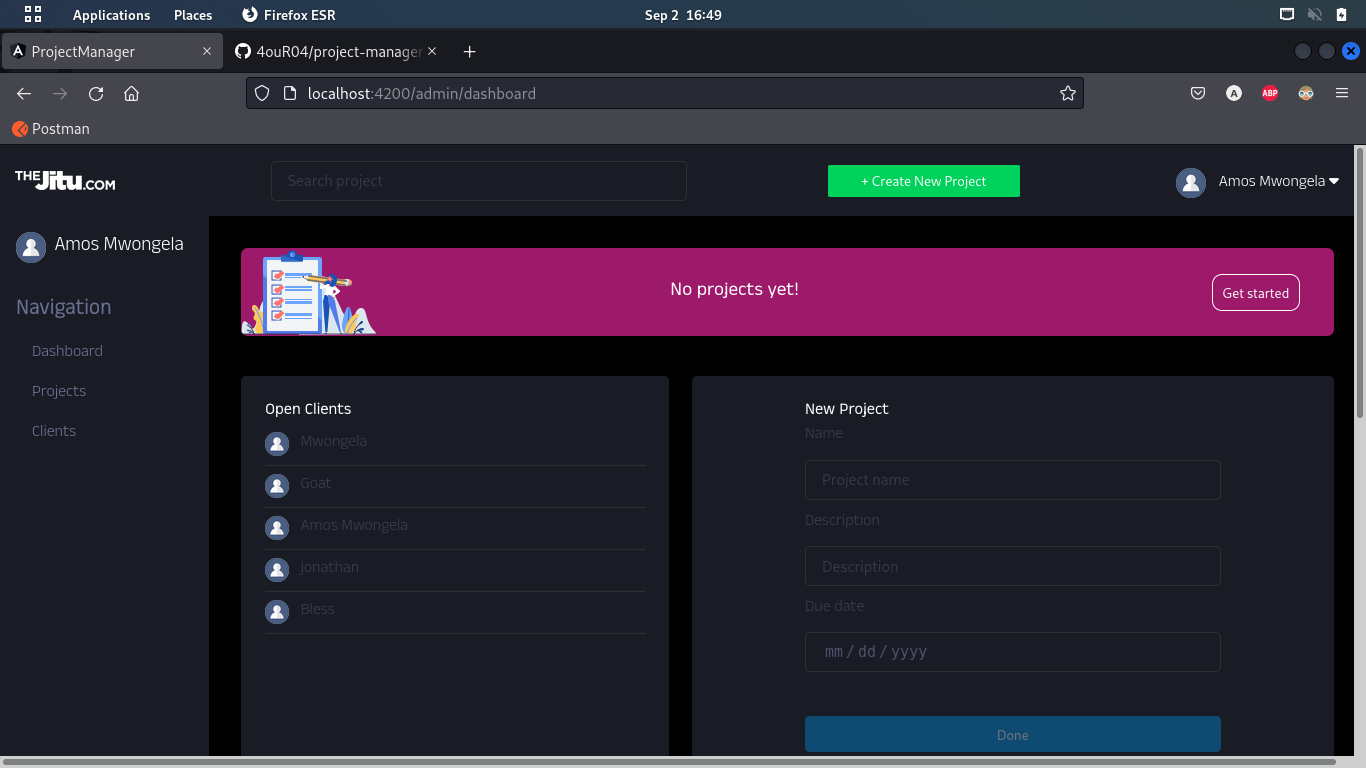 Applications Places Firefox ESR Sep 2 16:49
ProjectManager 4ouR04/project-manager
localhost:4200/admin/dashboard A ABP
Postman
THE Jitu.COM Search project + Create New Project Amos Mwongela
Amos Mwongela
Navigation
Dashboard
Projects
Clients
No projects yet! Get started
Open Clients
Mwongela
Goat
Amos Mwongela
jonathan
Bless
New Project
Name
Project name
Description
Description
Due date
mm / dd / yyyy
Done